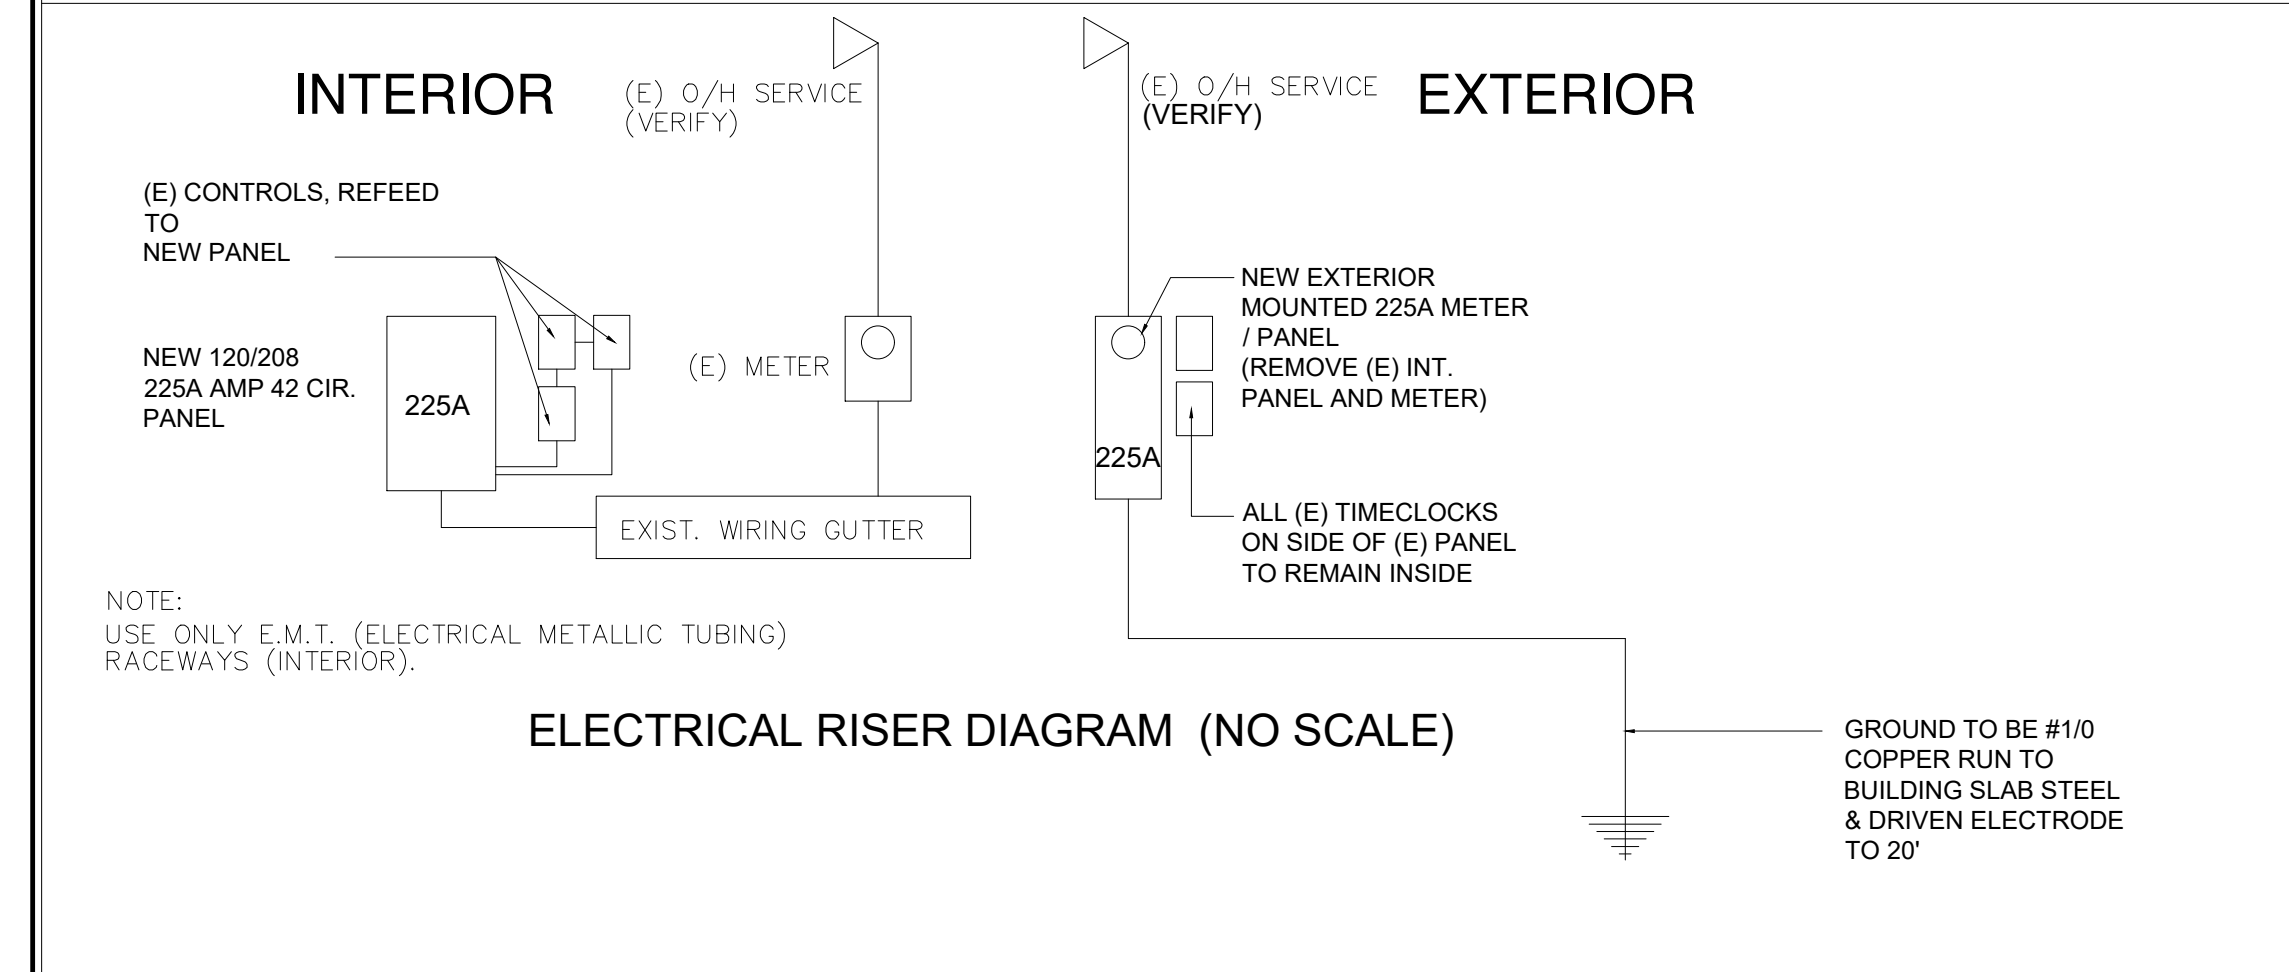 INTERIOR
(E) O/H SERVICE
(VERIFY)
(E) O/H SERVICE
(VERIFY)
EXTERIOR
(E) CONTROLS, REFEED
TO
NEW PANEL
NEW 120/208
225A AMP 42 CIR.
PANEL
225A
(E) METER
EXIST. WIRING GUTTER
NEW EXTERIOR
MOUNTED 225A METER
/ PANEL
(REMOVE (E) INT.
PANEL AND METER)
225A
ALL (E) TIMECLOCKS
ON SIDE OF (E) PANEL
TO REMAIN INSIDE
NOTE:
USE ONLY E.M.T. (ELECTRICAL METALLIC TUBING)
RACEWAYS (INTERIOR).
ELECTRICAL RISER DIAGRAM (NO SCALE)
GROUND TO BE #1/0
COPPER RUN TO
BUILDING SLAB STEEL
& DRIVEN ELECTRODE
TO 20'